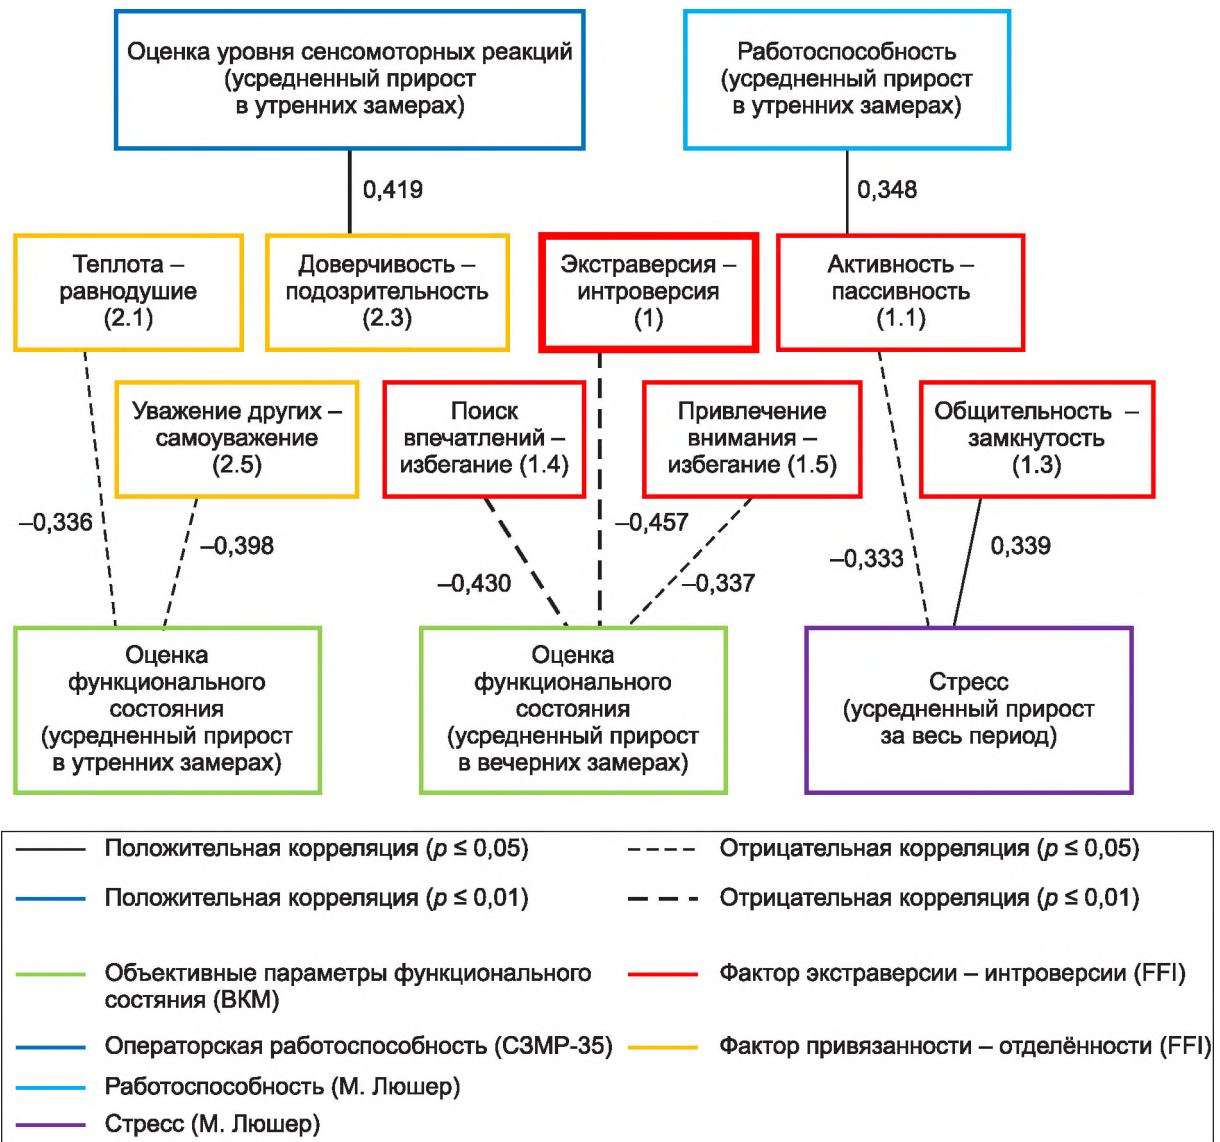 Оценка уровня сенсомоторных реакций
(усредненный прирост
в утренних замерах)
Работоспособность
(усредненный прирост
в утренних замерах)
0,419
0,348
Теплота –
равнодушие
(2.1)
Доверчивость –
подозрительность
(2.3)
Экстраверсия –
интроверсия
(1)
Активность –
пассивность
(1.1)
Уважение других –
самоуважение
(2.5)
Поиск
впечатлений –
избегание (1.4)
Привлечение
внимания –
избегание (1.5)
Общительность –
замкнутость
(1.3)
–0,336
–0,398
–0,430
–0,457
–0,337
–0,333
0,339
Оценка
функционального
состояния
(усредненный прирост
в утренних замерах)
Оценка
функционального
состояния
(усредненный прирост
в вечерних замерах)
Стресс
(усредненный прирост
за весь период)
Положительная корреляция (p ≤ 0,05)
Отрицательная корреляция (p ≤ 0,05)
Положительная корреляция (p ≤ 0,01)
Отрицательная корреляция (p ≤ 0,01)
Объективные параметры функционального
состяния (ВКМ)
Фактор экстраверсии – интроверсии (FFI)
Операторская работоспособность (СЗМР-35)
Фактор привязанности – отделённости (FFI)
Работоспособность (М. Люшер)
Стресс (М. Люшер)